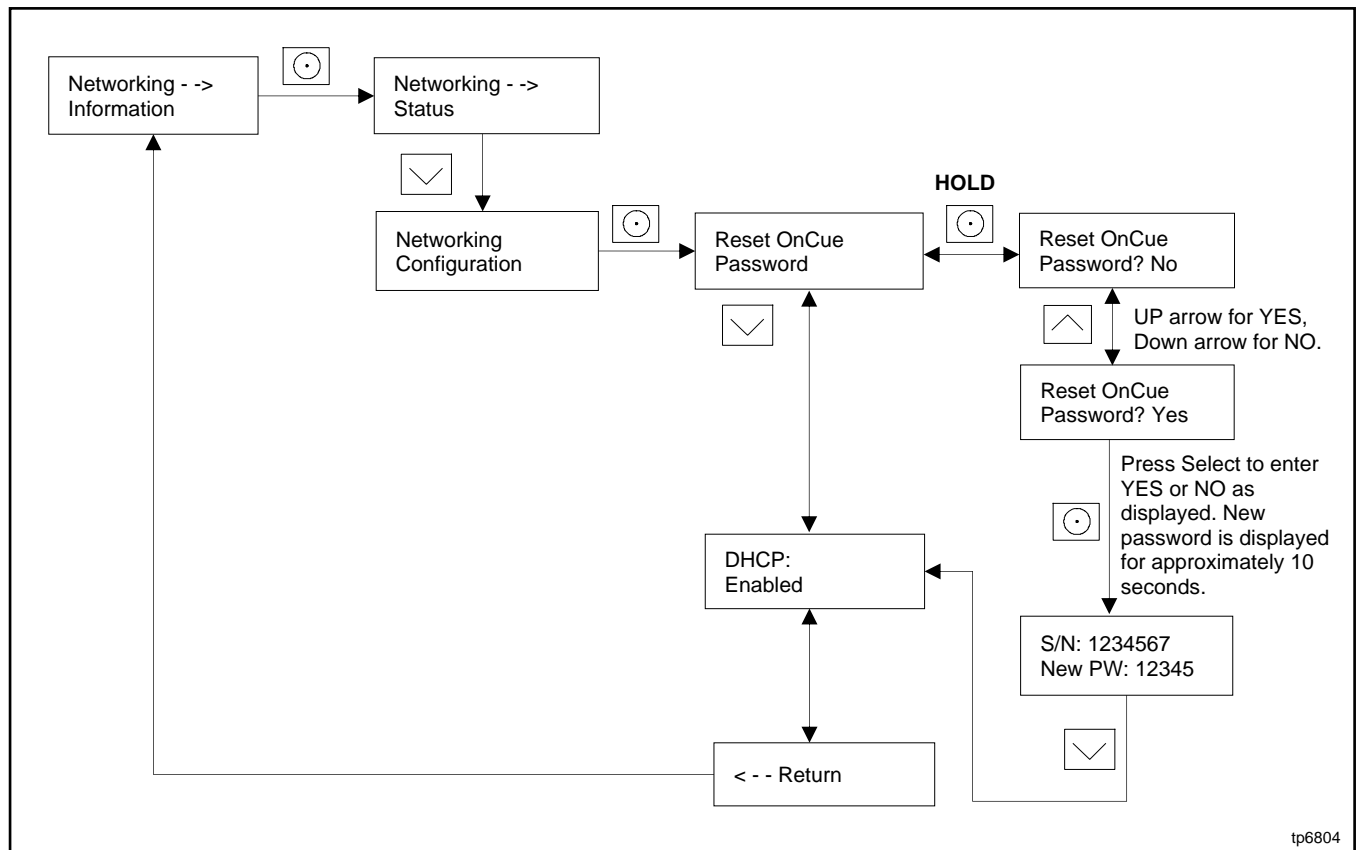 Networking - ->
Information
Networking - ->
Status
Networking
Configuration
Reset OnCue
Password
HOLD
Reset OnCue
Password? No
UP arrow for YES,
Down arrow for NO.
Reset OnCue
Password? Yes
Press Select to enter
YES or NO as
displayed. New
password is displayed
for approximately 10
seconds.
DHCP:
Enabled
S/N: 1234567
New PW: 12345
< - - Return
tp6804